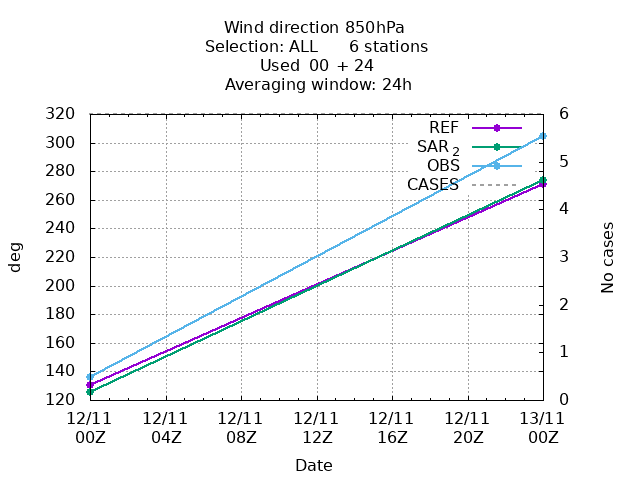 Wind direction 850hPa
Selection: ALL 6 stations
Used 00 + 24
Averaging window: 24h
REF
SAR 2
OBS
CASES
320
300
280
260
240
220
200
180
160
140
120
6
5
4
3
2
1
0
deg
No cases
12/11 12/11 12/11 12/11 12/11 12/11 13/11
00Z 04Z 08Z 12Z 16Z 20Z 00Z
Date